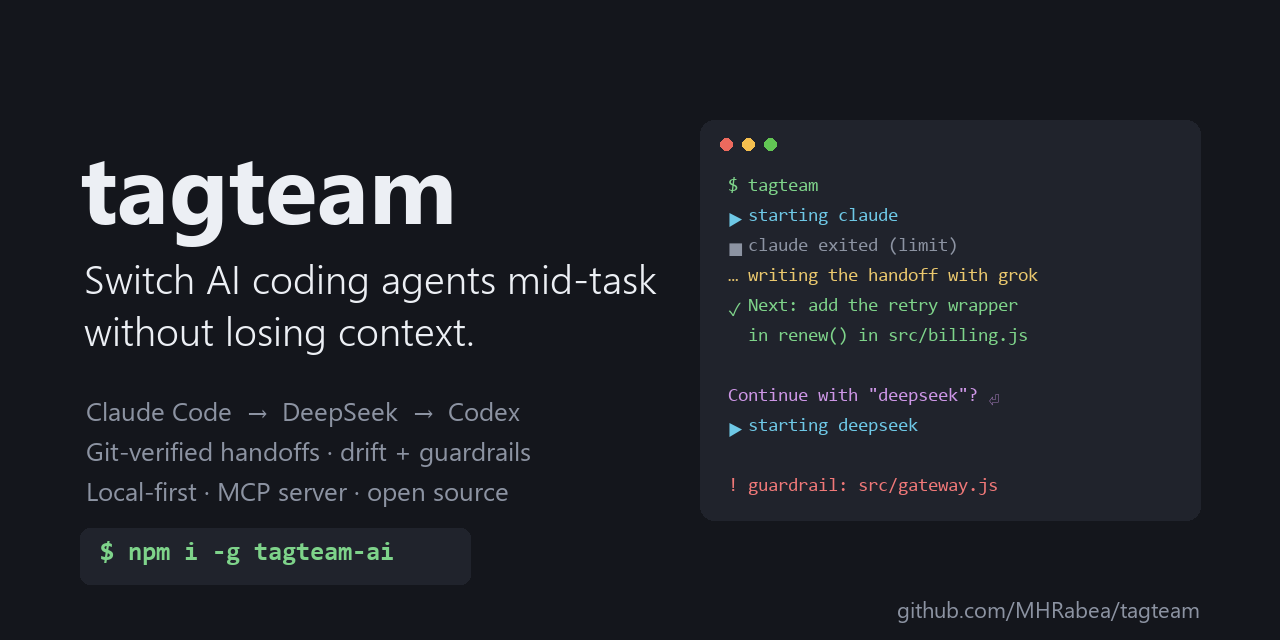 tagteam
Switch AI coding agents mid-task
without losing context.
Claude Code → DeepSeek → Codex
Git-verified handoffs · drift + guardrails
Local-first · MCP server · open source
$ npm i -g tagteam-ai
$ tagteam
▶ starting claude
■ claude exited (limit)
… writing the handoff with grok
✓ Next: add the retry wrapper
in renew() in src/billing.js
Continue with "deepseek"? ⏎
▶ starting deepseek
! guardrail: src/gateway.js
github.com/MHRabea/tagteam